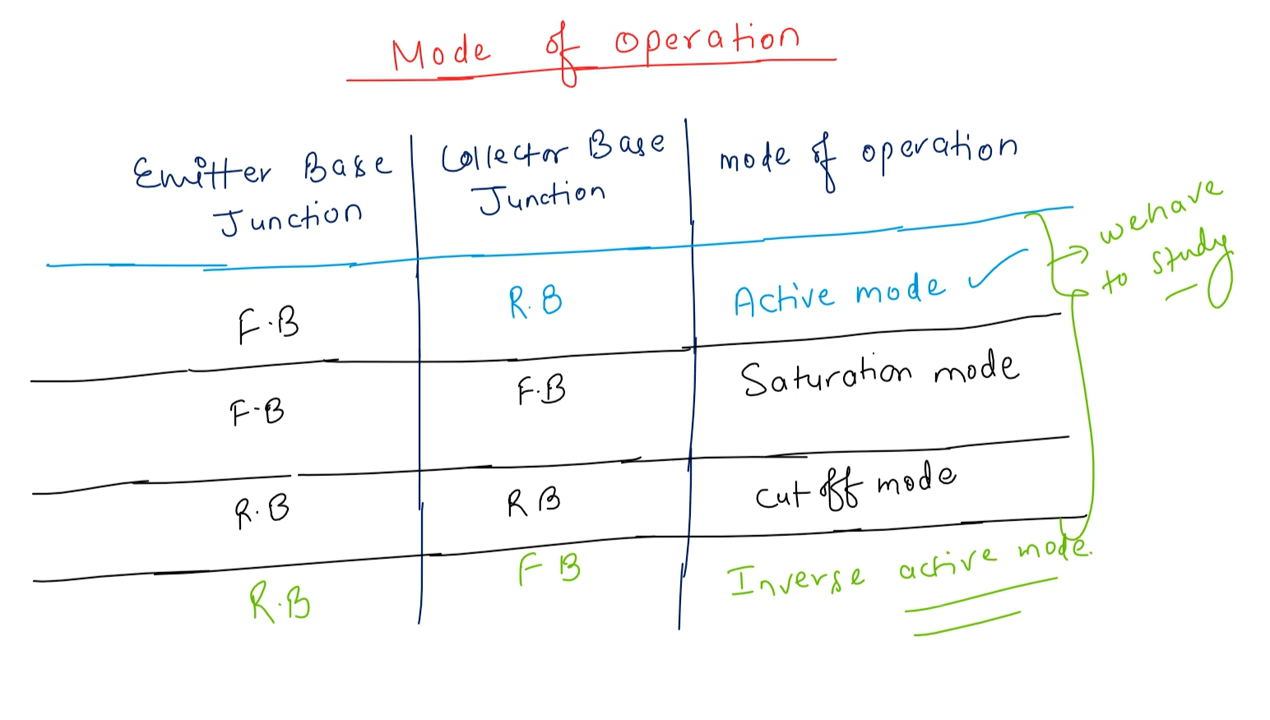 Mode of operation
Emitter Base Junction
Collector Base Junction
mode of operation
F.B
R.B
Active mode ✓
we have
to study
F.B
F.B
Saturation mode
R.B
R B
Cut off mode
R.B
F B
Inverse active mode.